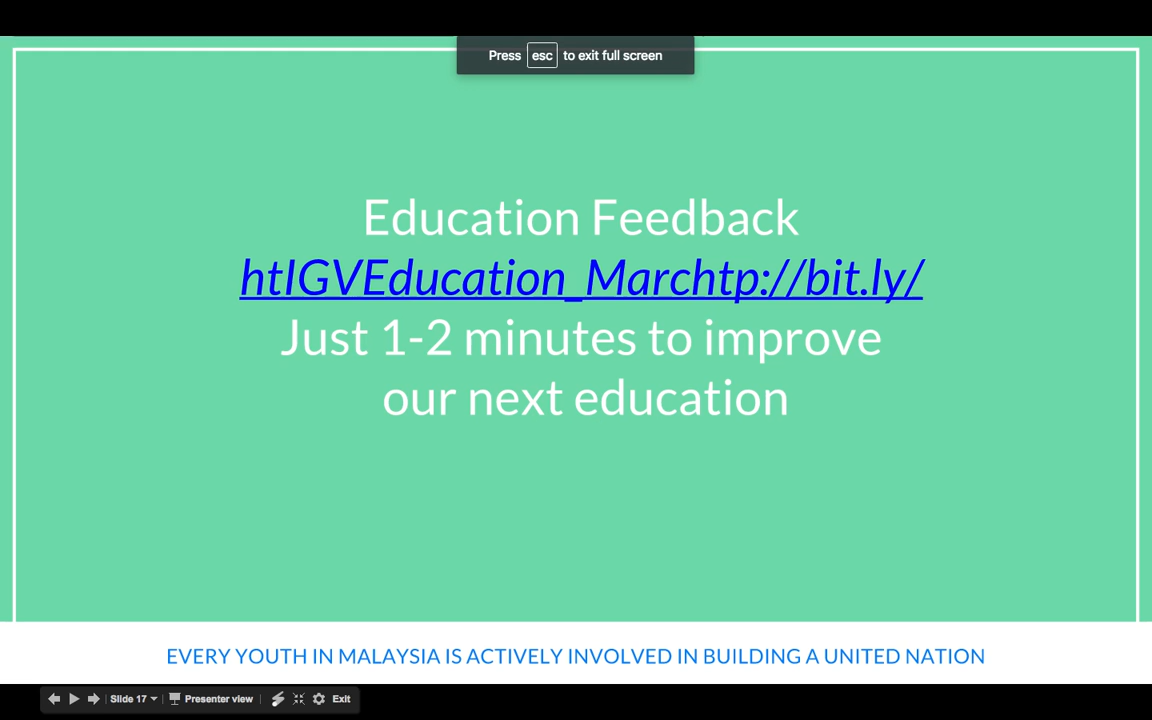 Press esc to exit full screen
Education Feedback
htIGVEducation_Marchtp://bit.ly/
Just 1-2 minutes to improve
our next education
EVERY YOUTH IN MALAYSIA IS ACTIVELY INVOLVED IN BUILDING A UNITED NATION
Slide 17 Presenter view Exit